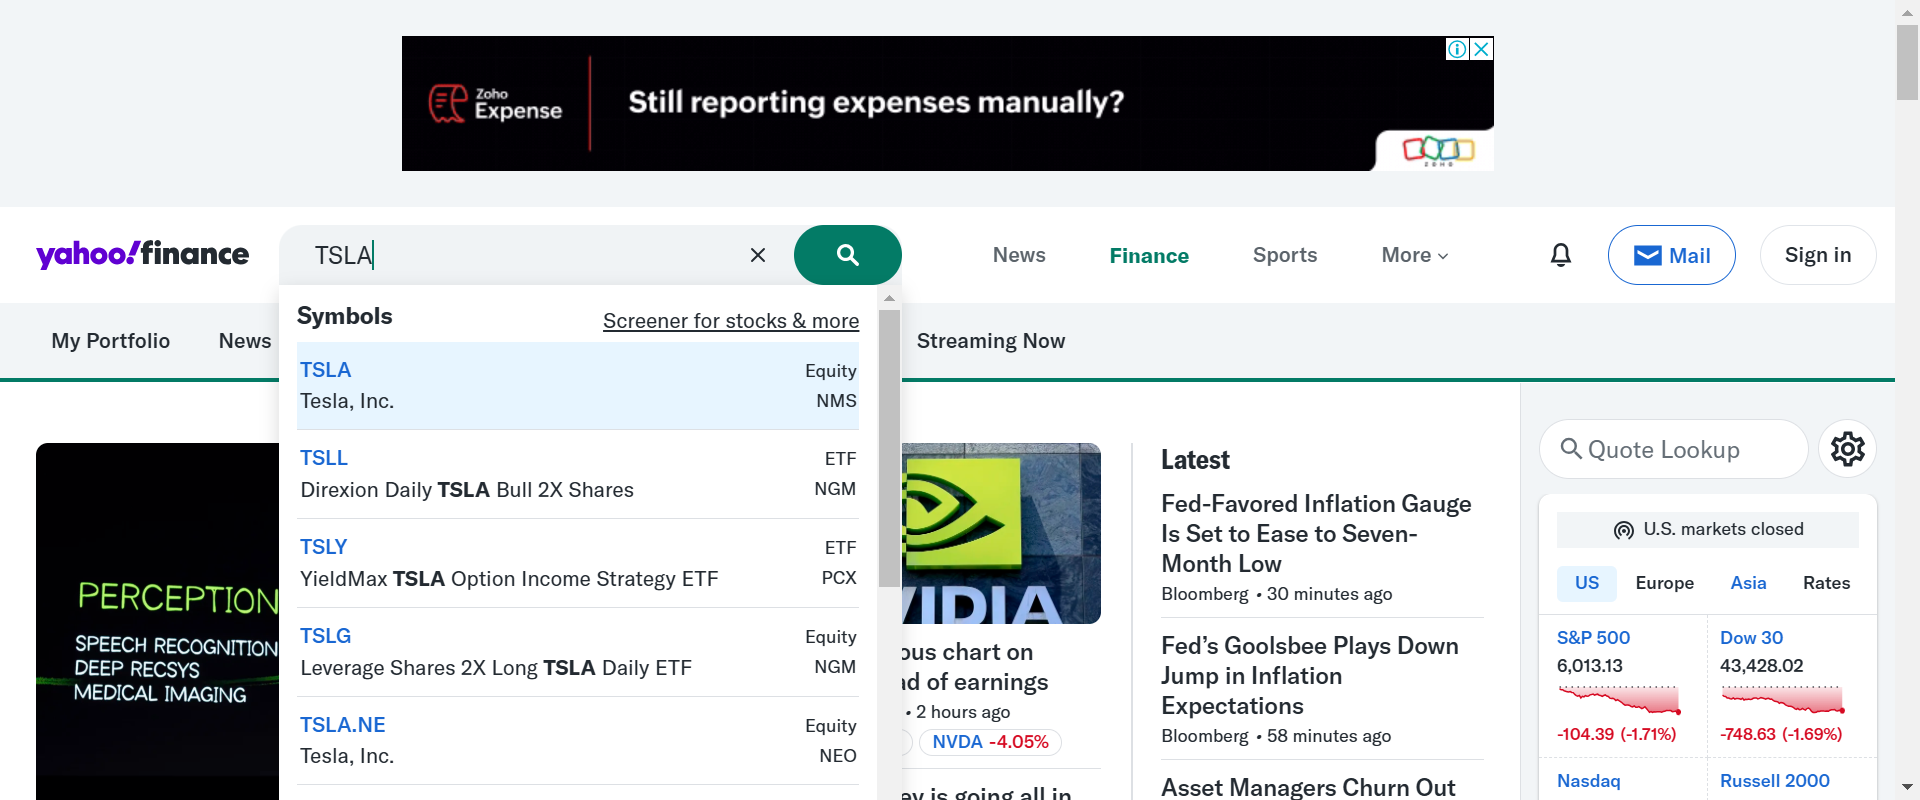 Zoho
Expense
Still reporting expenses manually?
ZOHO
yahoo!finance
TSLA
News
Finance
Sports
More
Mail
Sign in
My Portfolio
News
Streaming Now
Symbols
Screener for stocks & more
TSLA
Equity
Tesla, Inc.
NMS
TSLL
ETF
Direxion Daily TSLA Bull 2X Shares
NGM
TSLY
ETF
YieldMax TSLA Option Income Strategy ETF
PCX
TSLG
Equity
Leverage Shares 2X Long TSLA Daily ETF
NGM
TSLA.NE
Equity
Tesla, Inc.
NEO
PERCEPTION
SPEECH RECOGNITION
DEEP RECSYS
MEDICAL IMAGING
VIDIA
ous chart on
ad of earnings
• 2 hours ago
NVDA -4.05%
ey is going all in
Latest
Fed-Favored Inflation Gauge
Is Set to Ease to Seven-
Month Low
Bloomberg • 30 minutes ago
Fed's Goolsbee Plays Down
Jump in Inflation
Expectations
Bloomberg • 58 minutes ago
Asset Managers Churn Out
Quote Lookup
U.S. markets closed
US
Europe
Asia
Rates
S&P 500
6,013.13
-104.39 (-1.71%)
Dow 30
43,428.02
-748.63 (-1.69%)
Nasdaq
Russell 2000